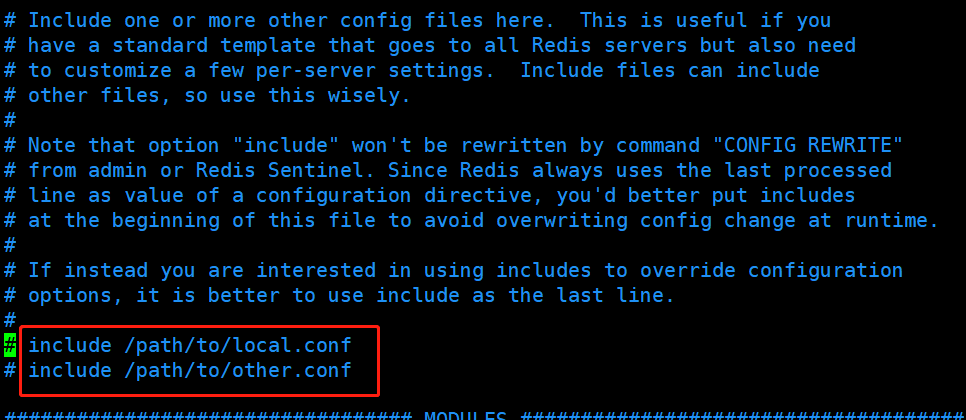 # Include one or more other config files here.  This is useful if you
# have a standard template that goes to all Redis servers but also need
# to customize a few per-server settings.  Include files can include
# other files, so use this wisely.
#
# Note that option "include" won't be rewritten by command "CONFIG REWRITE"
# from admin or Redis Sentinel. Since Redis always uses the last processed
# line as value of a configuration directive, you'd better put includes
# at the beginning of this file to avoid overwriting config change at runtime.
#
# If instead you are interested in using includes to override configuration
# options, it is better to use include as the last line.
#
# include /path/to/local.conf
# include /path/to/other.conf
################################## MODULES #####################################